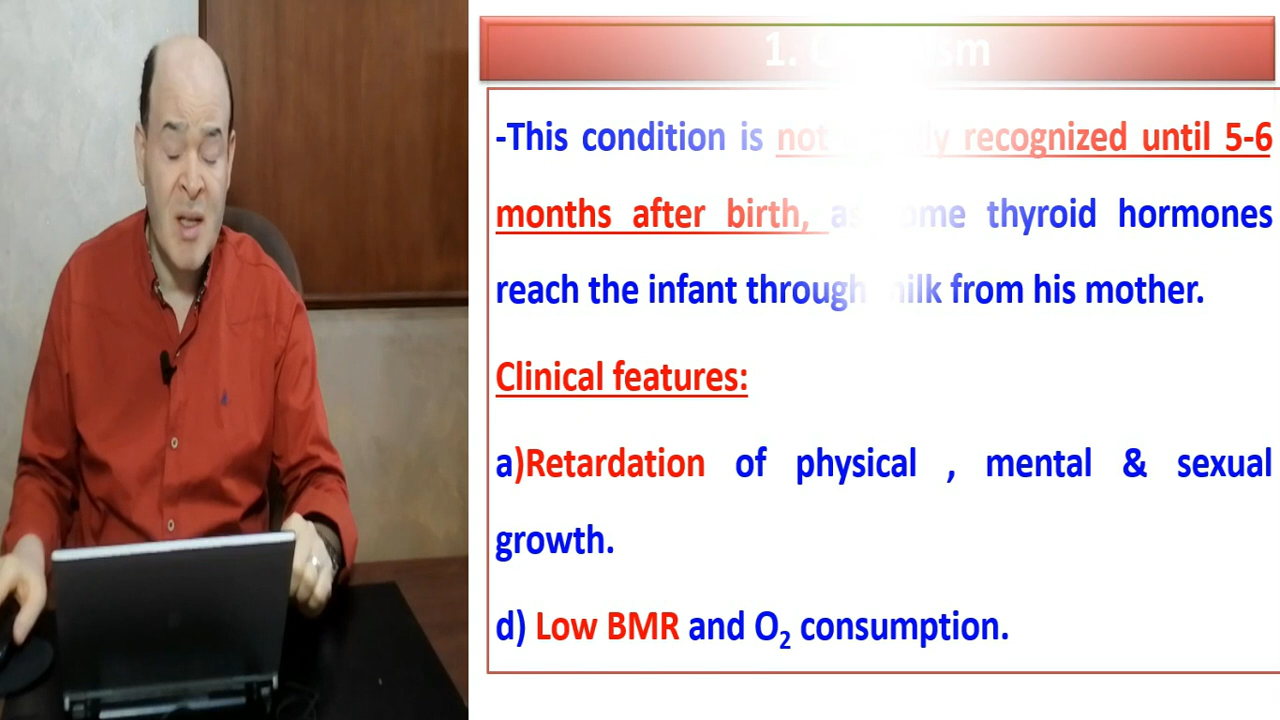 1.
-This condition is not recognized until 5-6
months after birth, thyroid hormones
reach the infant through milk from his mother.
Clinical features:
a)Retardation of physical , mental & sexual
growth.
d) Low BMR and O₂ consumption.